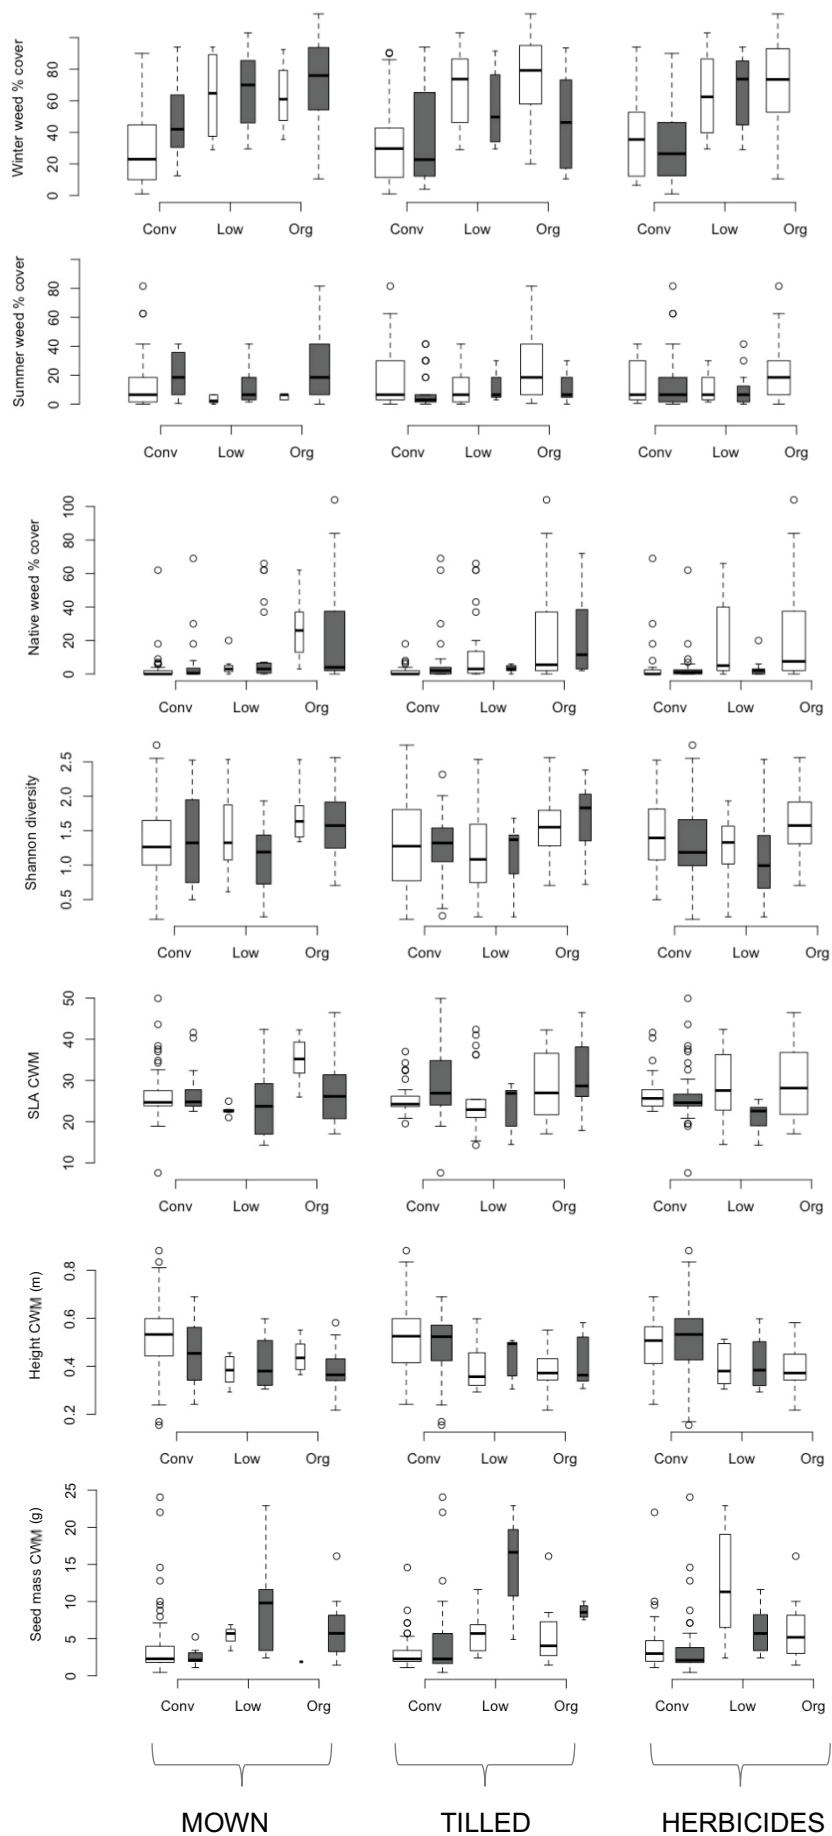 Winter weed % cover
80
60
40
20
0
Conv Low Org Conv Low Org Conv Low Org
Summer weed % cover
80
60
40
20
0
Conv Low Org Conv Low Org Conv Low Org
Native weed % cover
100
80
60
40
20
0
Conv Low Org Conv Low Org Conv Low Org
Shannon diversity
2.5
2.0
1.5
1.0
0.5
Conv Low Org Conv Low Org Conv Low Org
SLA CWM
50
40
30
20
10
Conv Low Org Conv Low Org Conv Low Org
Height CWM (m)
0.8
0.6
0.4
0.2
Conv Low Org Conv Low Org Conv Low Org
Seed mass CWM (g)
25
20
15
10
5
0
Conv Low Org Conv Low Org Conv Low Org
MOWN TILLED HERBICIDES